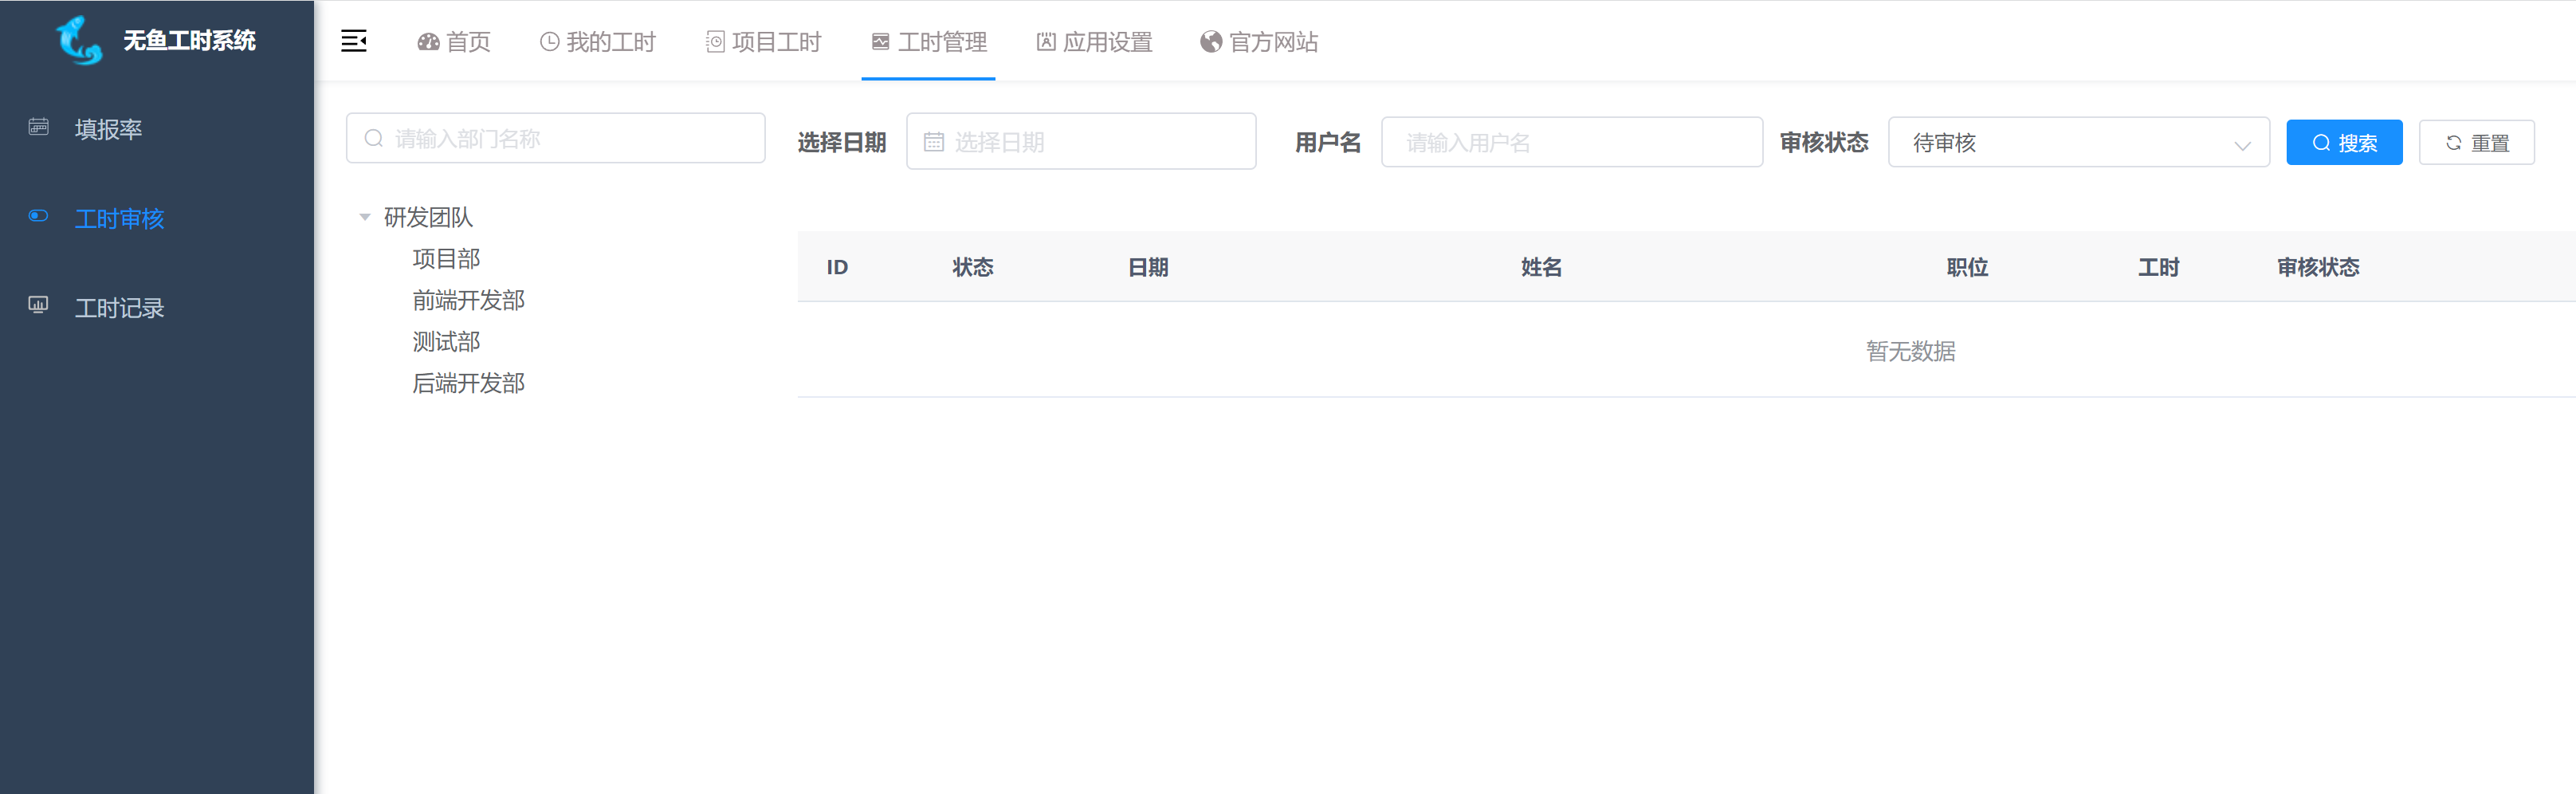 无鱼工时系统
首页 我的工时 项目工时 工时管理 应用设置 官方网站
填报率
工时审核
工时记录
请输入部门名称
选择日期 选择日期 用户名 请输入用户名 审核状态 待审核 搜索 重置
研发团队
项目部
前端开发部
测试部
后端开发部
ID 状态 日期 姓名 职位 工时 审核状态
暂无数据